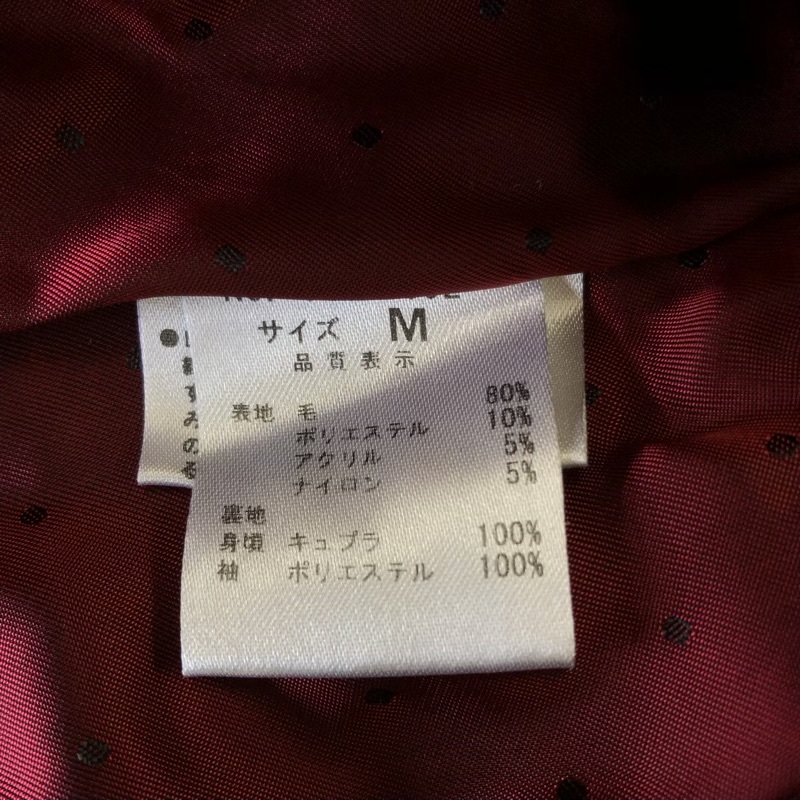 サイズ M
品質表示
表地 毛 80%
ポリエステル 10%
アクリル 5%
ナイロン 5%
裏地
身頃 キュプラ 100%
袖 ポリエステル 100%